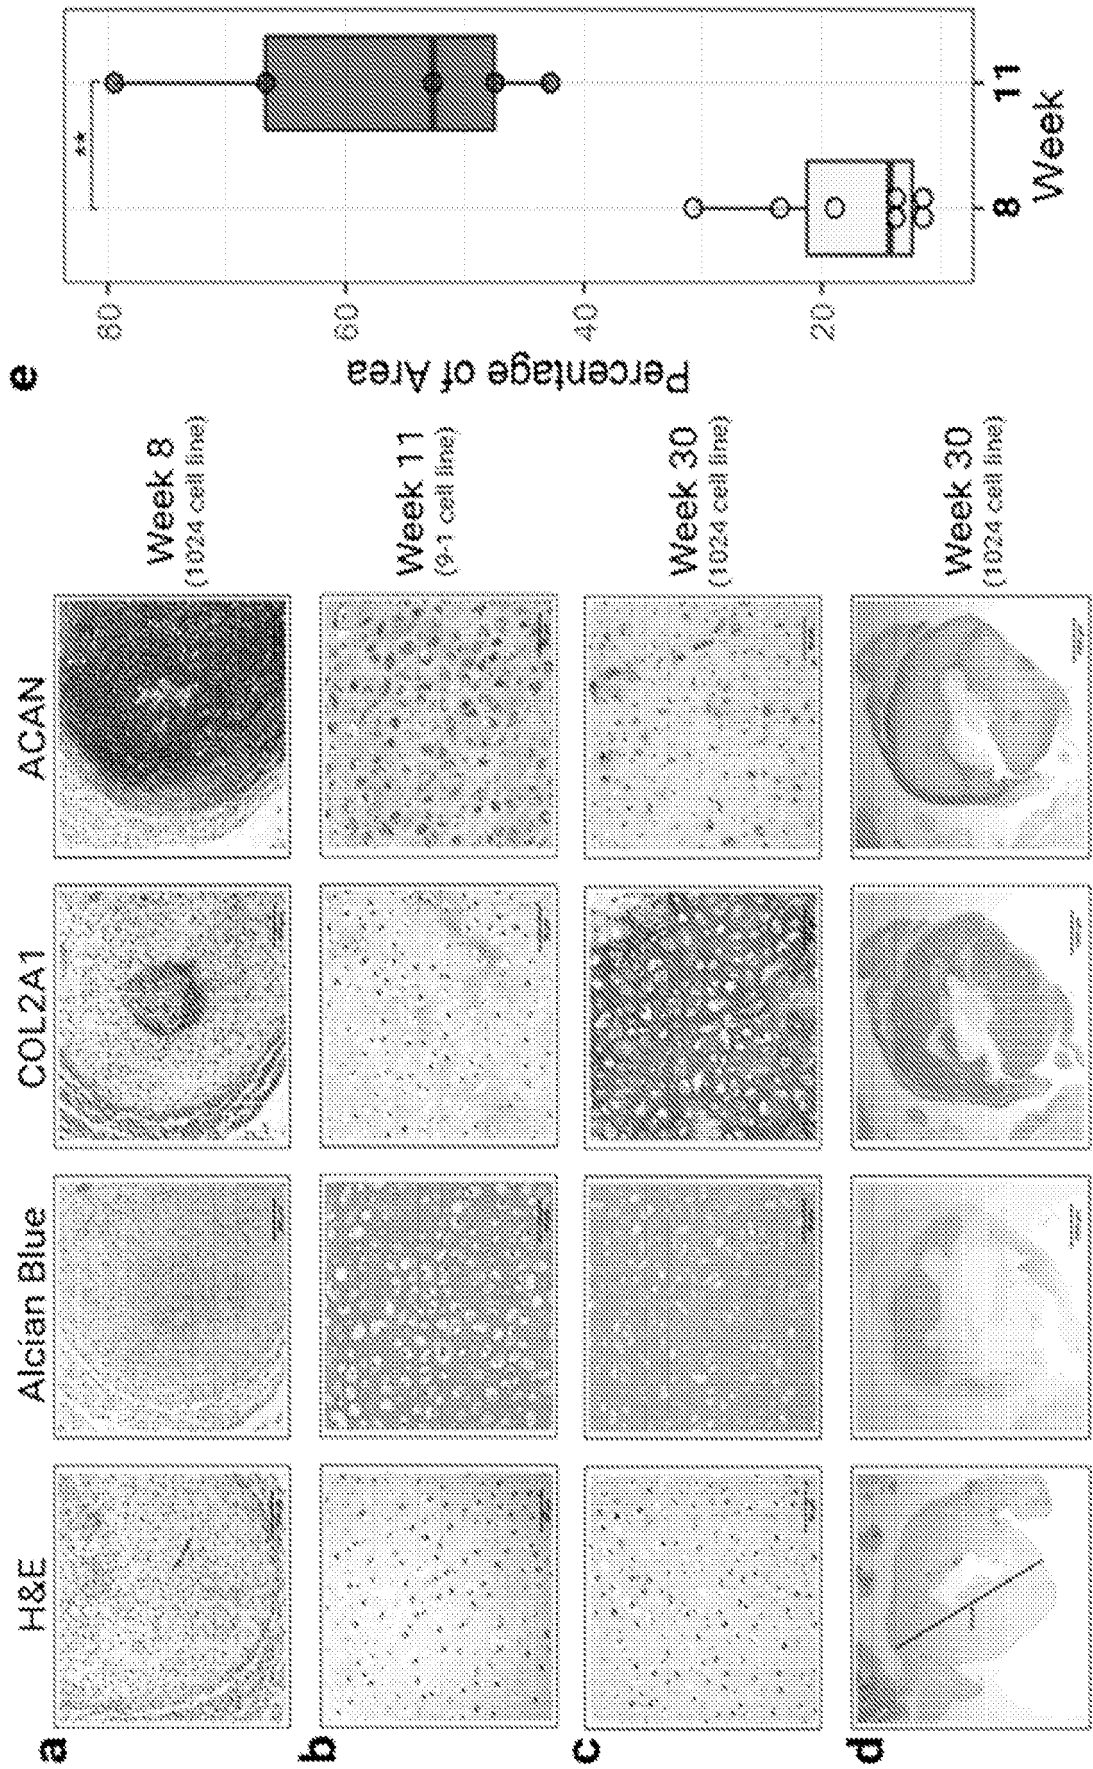 H&E
Alcian Blue
COL2A1
ACAN
a
Week 8
(1024 cell line)
b
Week 11
(9-1 cell line)
c
Week 30
(1024 cell line)
d
Week 30
(1024 cell line)
e
**
80
60
40
20
Percentage of Area
8
11
Week